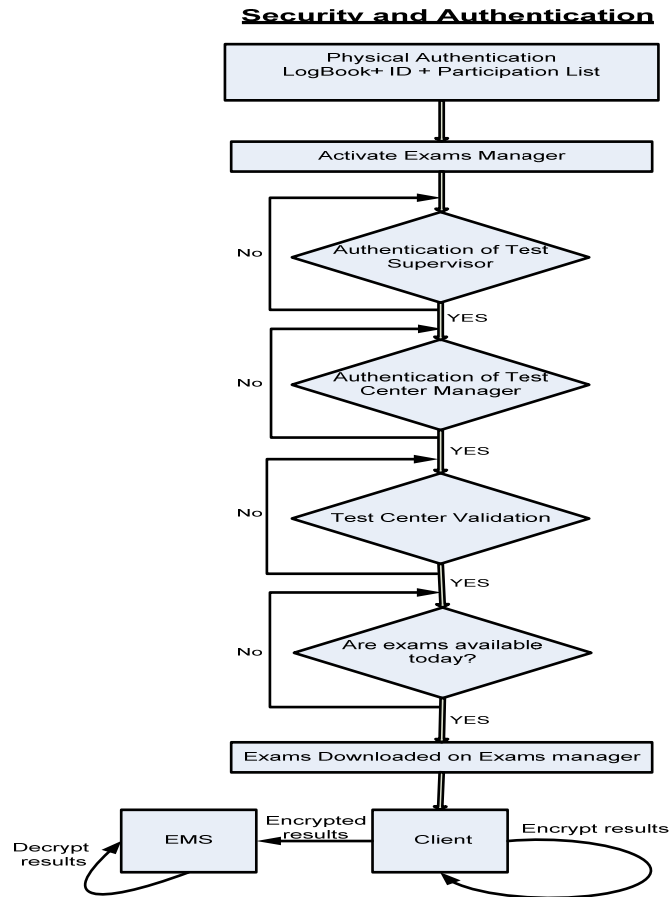 Security and Authentication
Physical Authentication
LogBook+ ID + Participation List
Activate Exams Manager
Authentication of Test
Supervisor
No
YES
Authentication of Test
Center Manager
No
YES
Test Center Validation
No
YES
Are exams available
today?
No
YES
Exams Downloaded on Exams manager
EMS
Encrypted
results
Client
Encrypt results
Decrypt
results